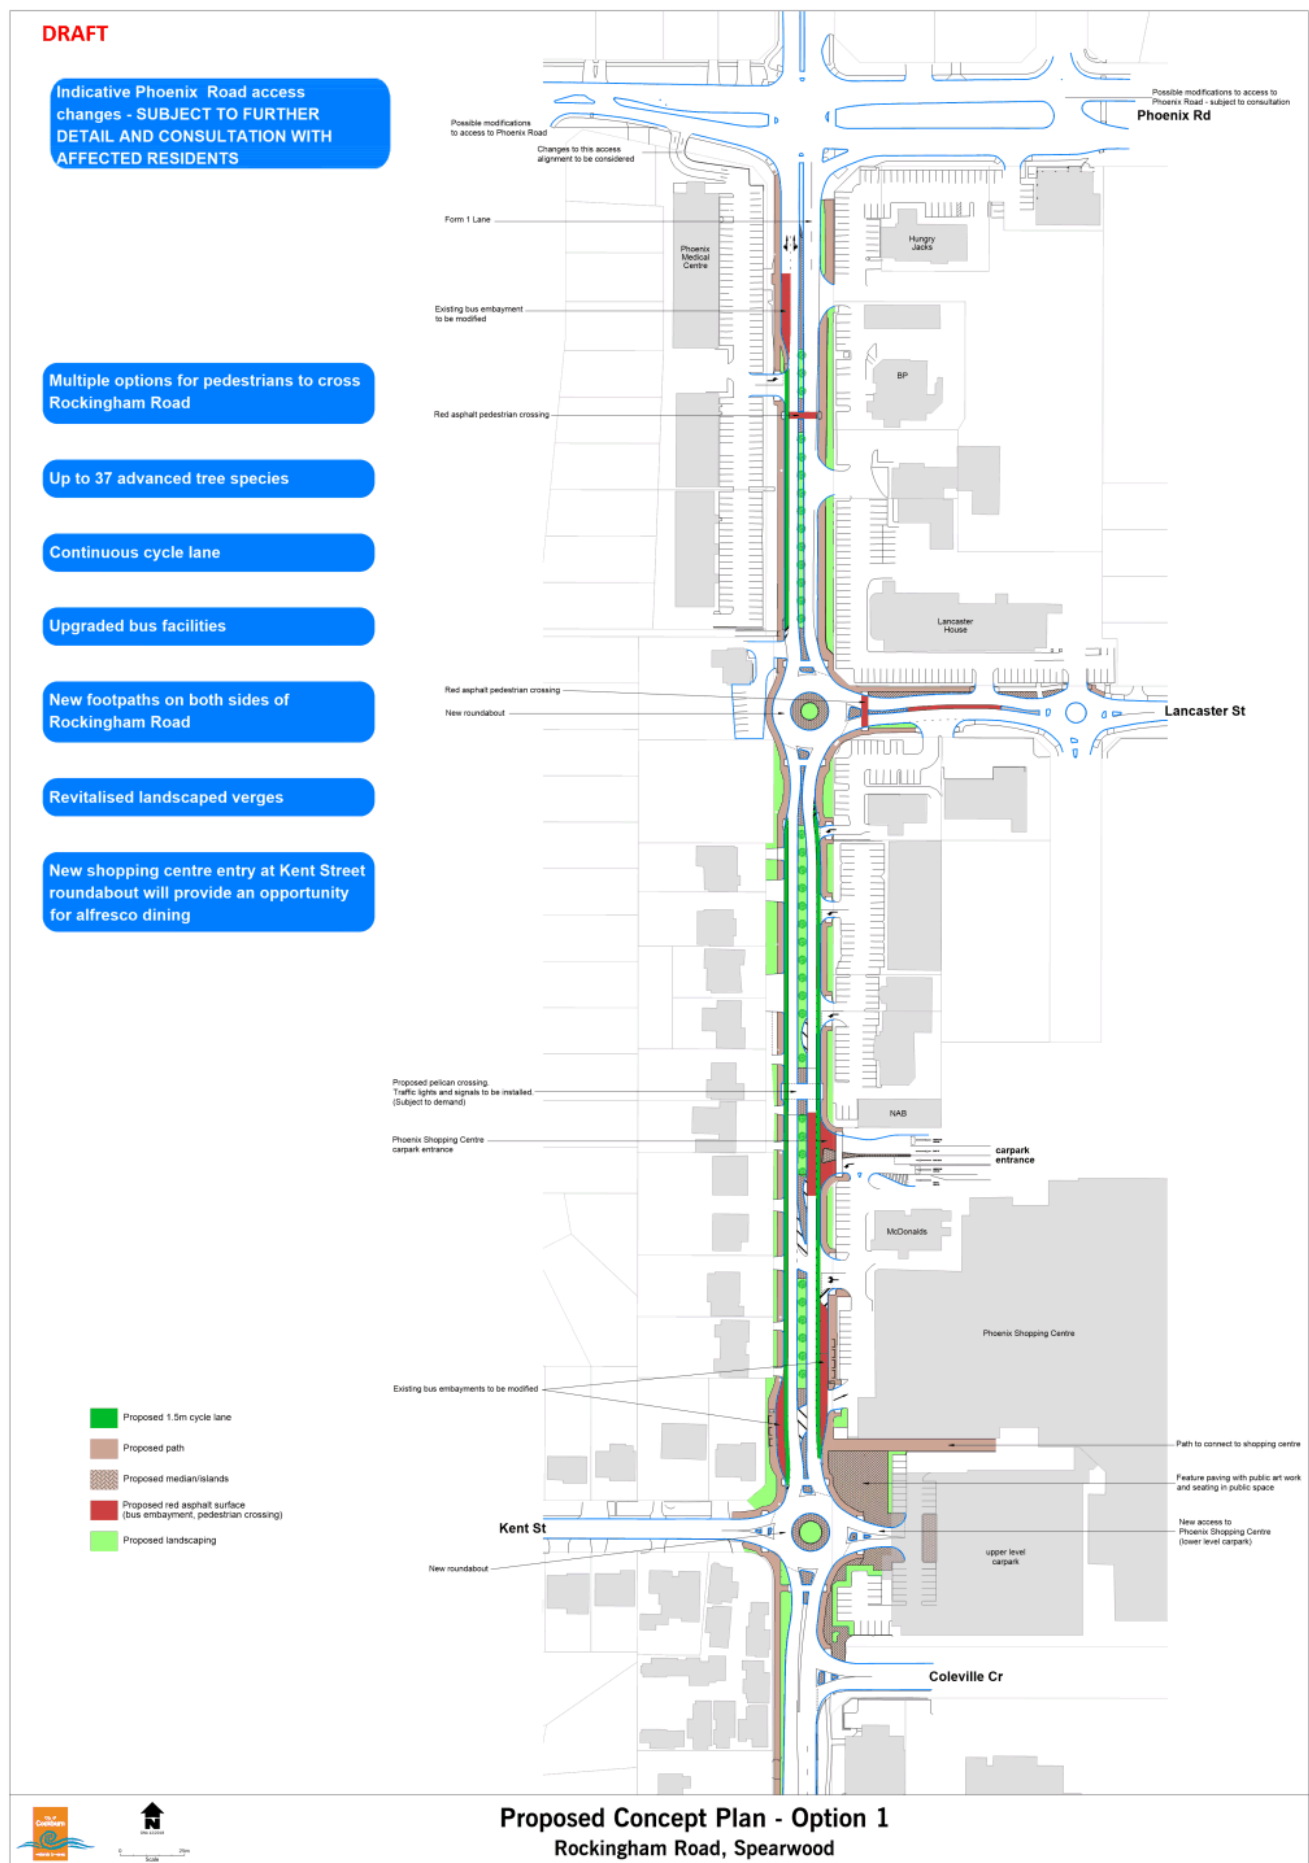 DRAFT
Indicative Phoenix Road access
changes - SUBJECT TO FURTHER
DETAIL AND CONSULTATION WITH
AFFECTED RESIDENTS
Multiple options for pedestrians to cross
Rockingham Road
Up to 37 advanced tree species
Continuous cycle lane
Upgraded bus facilities
New footpaths on both sides of
Rockingham Road
Revitalised landscaped verges
New shopping centre entry at Kent Street
roundabout will provide an opportunity
for alfresco dining
Possible modifications to access to
Phoenix Road - subject to consultation
Phoenix Rd
Possible modifications
to access to Phoenix Road
Changes to this access
alignment to be considered
Form 1 Lane
Phoenix
Medical
Centre
Hungry
Jacks
Existing bus embayment
to be modified
BP
Red asphalt pedestrian crossing
Lancaster
House
Red asphalt pedestrian crossing
New roundabout
Lancaster St
Proposed pelican crossing.
Traffic lights and signals to be installed.
(Subject to demand)
NAB
Phoenix Shopping Centre
carpark entrance
carpark
entrance
McDonalds
Phoenix Shopping Centre
Existing bus embayments to be modified
Proposed 1.5m cycle lane
Proposed path
Proposed median/islands
Proposed red asphalt surface
(bus embayment, pedestrian crossing)
Proposed landscaping
Path to connect to shopping centre
Feature paving with public art work
and seating in public space
Kent St
New access to
Phoenix Shopping Centre
(lower level carpark)
upper level
carpark
New roundabout
Coleville Cr
City of
Cockburn
N
0
25m
Scale
Proposed Concept Plan - Option 1
Rockingham Road, Spearwood